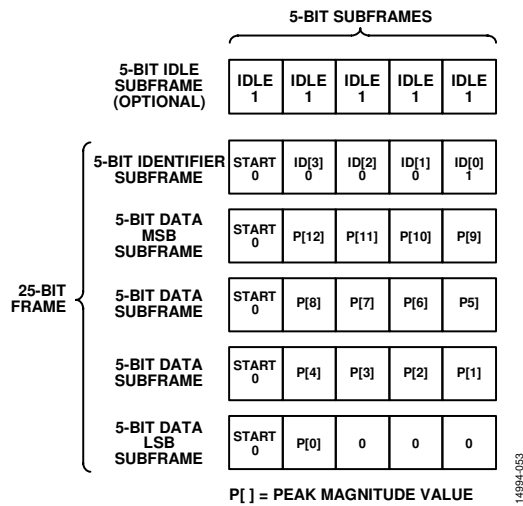 5-BIT SUBFRAMES
5-BIT IDLE
SUBFRAME
(OPTIONAL)
IDLE IDLE IDLE IDLE IDLE
1 1 1 1 1
5-BIT IDENTIFIER
SUBFRAME
START ID[3] ID[2] ID[1] ID[0]
0 0 0 0 1
5-BIT DATA
MSB
SUBFRAME
START
0 P[12] P[11] P[10] P[9]
25-BIT
FRAME
5-BIT DATA
SUBFRAME
START
0 P[8] P[7] P[6] P5]
5-BIT DATA
SUBFRAME
START
0 P[4] P[3] P[2] P[1]
5-BIT DATA
LSB
SUBFRAME
START
0 P[0] 0 0 0
P[ ] = PEAK MAGNITUDE VALUE
14994-053